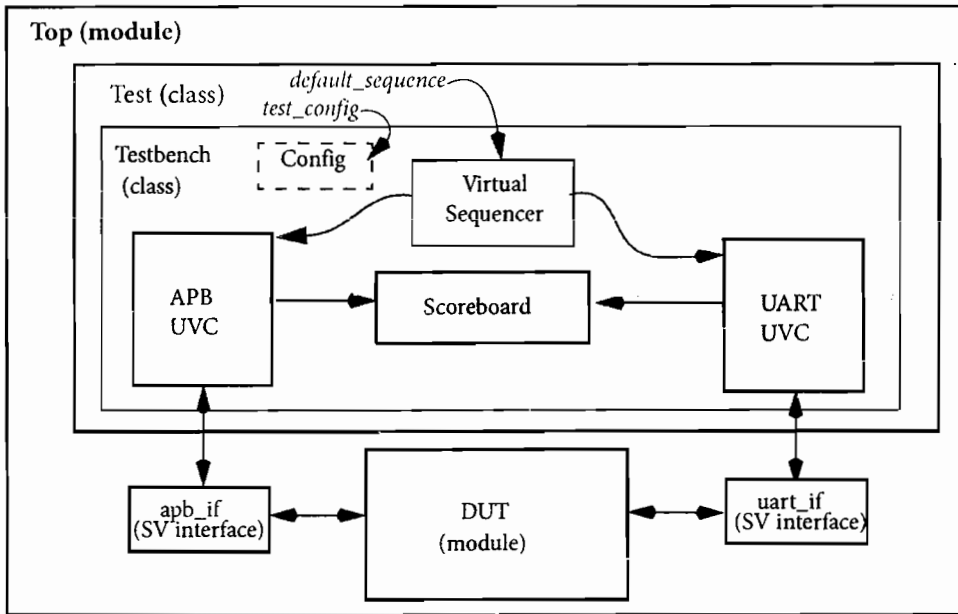 Top (module)
default_sequence
Test (class)
test_config
Testbench
(class)
Config
Virtual
Sequencer
APB
UVC
Scoreboard
UART
UVC
apb_if
(SV interface)
DUT
(module)
uart_if
(SV interface)